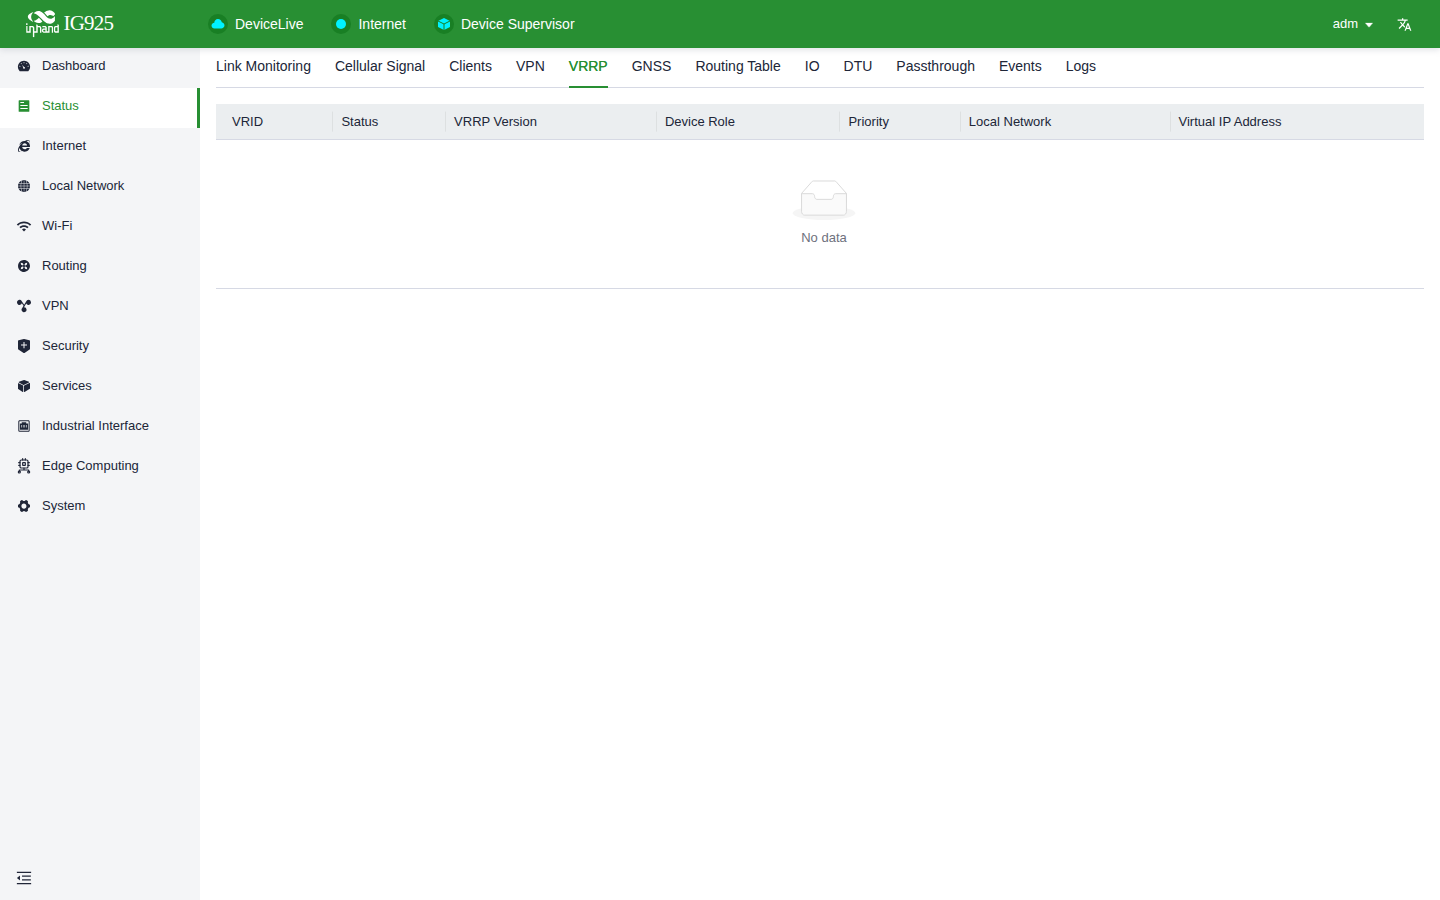 inhand IG925 DeviceLive Internet Device Supervisor adm
Dashboard
Status
Internet
Local Network
Wi-Fi
Routing
VPN
Security
Services
Industrial Interface
Edge Computing
System
Link Monitoring Cellular Signal Clients VPN VRRP GNSS Routing Table IO DTU Passthrough Events Logs
VRID Status VRRP Version Device Role Priority Local Network Virtual IP Address
No data